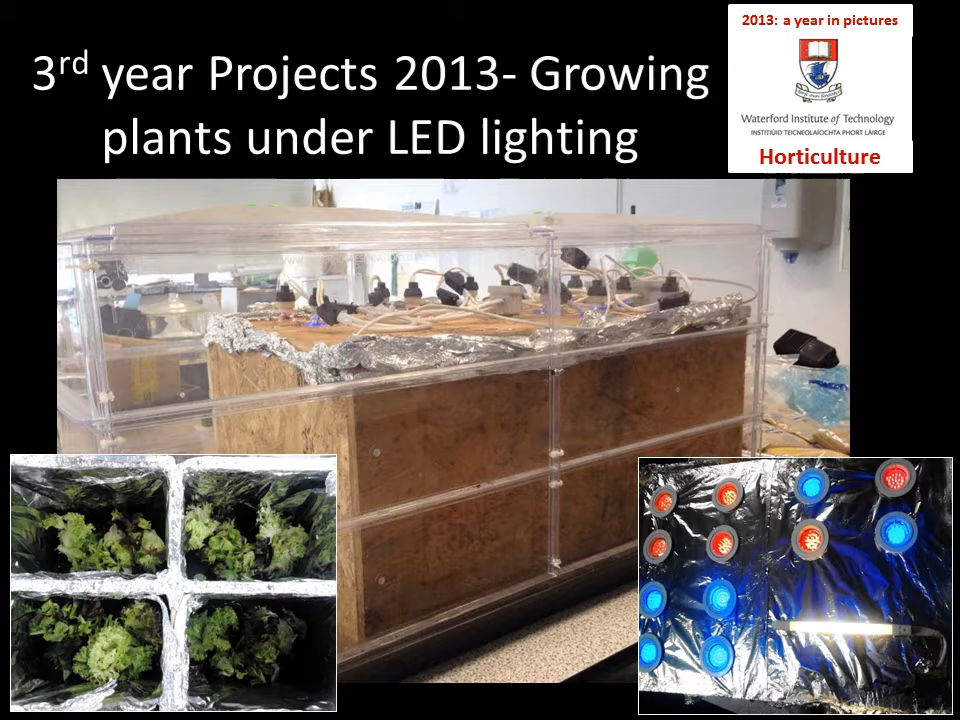 3rd year Projects 2013- Growing
plants under LED lighting
2013: a year in pictures
Waterford Institute of Technology
INSTITIÚID TEICNEOLAÍOCHTA PHORT LÁIRGE
Horticulture